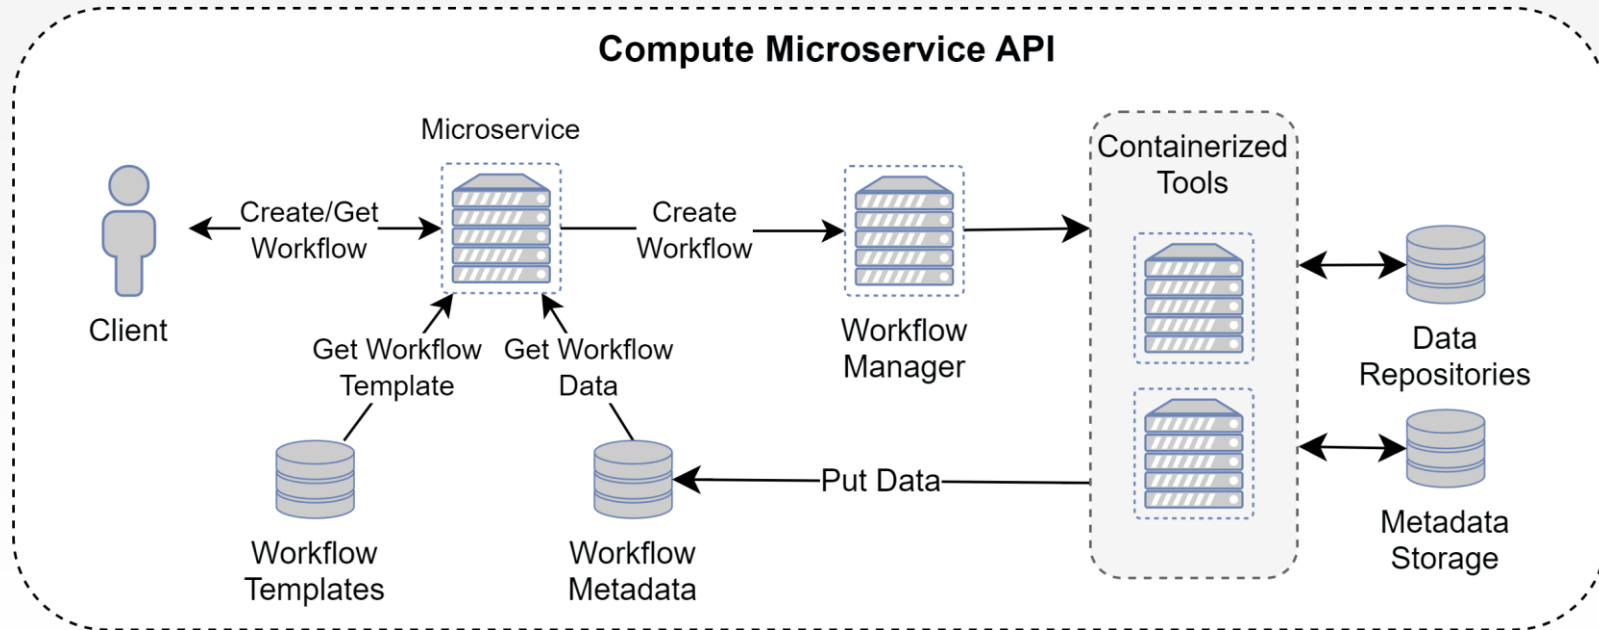 Compute Microservice API
Microservice
Containerized
Tools
Create/Get
Workflow
Create
Workflow
Client
Workflow
Manager
Data
Repositories
Get Workflow
Template
Get Workflow
Data
Put Data
Workflow
Templates
Workflow
Metadata
Metadata
Storage